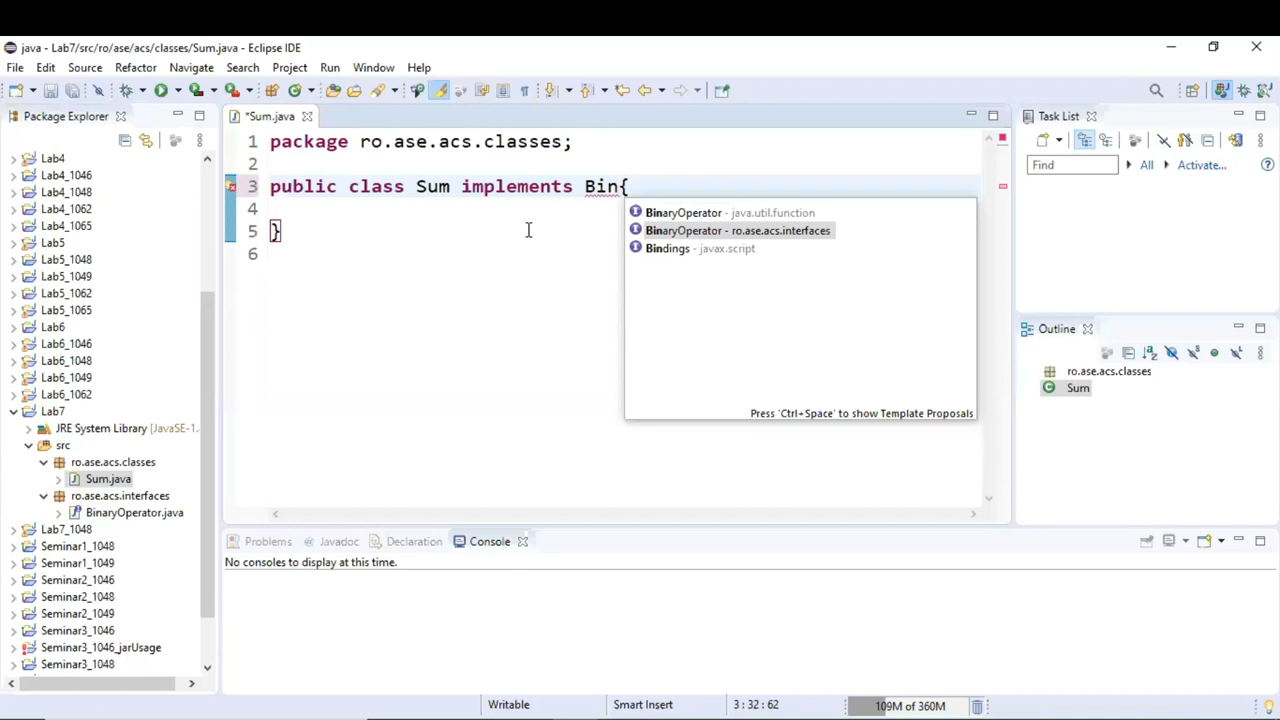 java - Lab7/src/ro/ase/acs/classes/Sum.java - Eclipse IDE
File Edit Source Refactor Navigate Search Project Run Window Help
Package Explorer
Lab4
Lab4_1046
Lab4_1048
Lab4_1062
Lab4_1065
Lab5
Lab5_1048
Lab5_1049
Lab5_1062
Lab5_1065
Lab6
Lab6_1046
Lab6_1048
Lab6_1049
Lab6_1062
Lab7
JRE System Library [JavaSE-1.
src
ro.ase.acs.classes
Sum.java
ro.ase.acs.interfaces
BinaryOperator.java
Lab7_1048
Seminar1_1048
Seminar1_1049
Seminar2_1046
Seminar2_1048
Seminar2_1049
Seminar3_1046
Seminar3_1046_jarUsage
Seminar3_1048
*Sum.java
1 package ro.ase.acs.classes;
2
3 public class Sum implements Bin{
4
5 }
6
BinaryOperator - java.util.function
BinaryOperator - ro.ase.acs.interfaces
Bindings - javax.script
Press 'Ctrl+Space' to show Template Proposals
Task List
Find All Activate...
Outline
ro.ase.acs.classes
Sum
Problems Javadoc Declaration Console
No consoles to display at this time.
Writable Smart Insert 3 : 32 : 62 109M of 360M